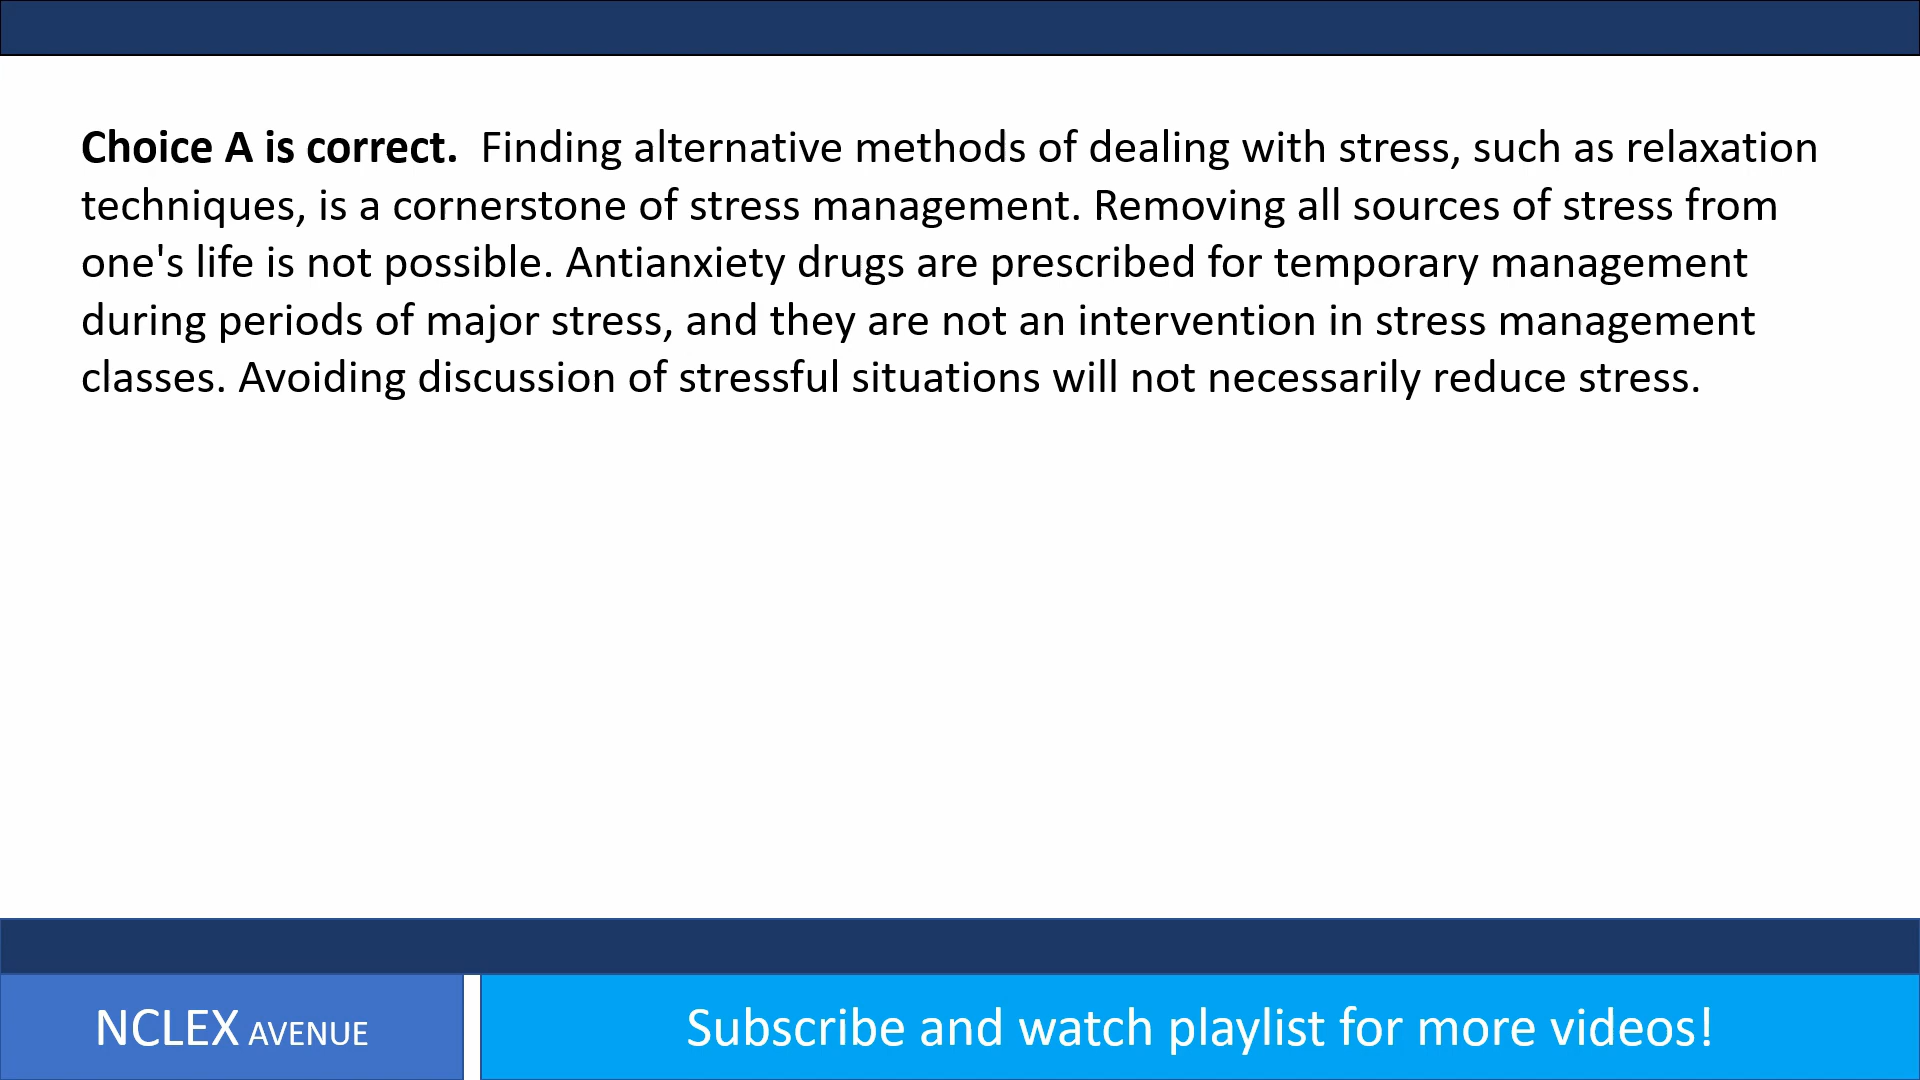 Choice A is correct.  Finding alternative methods of dealing with stress, such as relaxation
techniques, is a cornerstone of stress management. Removing all sources of stress from
one's life is not possible. Antianxiety drugs are prescribed for temporary management
during periods of major stress, and they are not an intervention in stress management
classes. Avoiding discussion of stressful situations will not necessarily reduce stress.
NCLEX AVENUE
Subscribe and watch playlist for more videos!